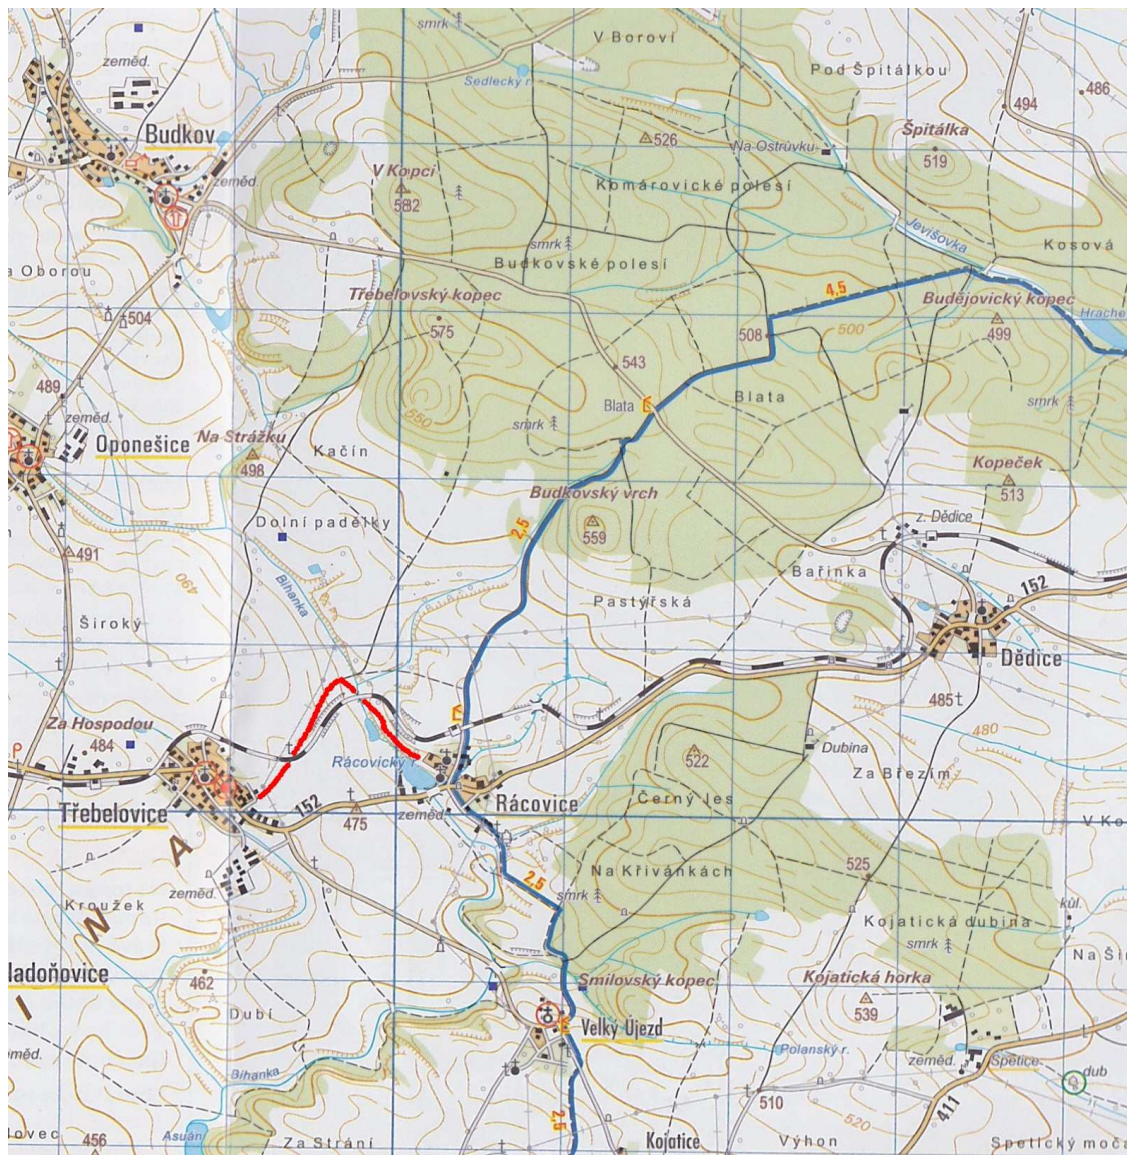 smrk
V Boroví
zeměd.
Sedlecký r.
Pod Špitálkou
494
486
Budkov
526
Na Ostrůvku
Špitálka
519
V Kopci
582
zeměd.
Komárovické polesí
Jevišovka
smrk
Kosová
a Oborou
Budkovské polesí
504
Třebelovský kopec
575
4,5
Budějovický kopec
499
Hrache
508
500
543
489
zeměd.
550
Blata
Blata
smrk
smrk
Oponešice
Na Strážku
498
Kačín
Kopeček
513
Budkovský vrch
559
Dolní padělky
2,5
z. Dědice
491
490
Bihanka
Bařinka
152
Pastýřská
Široký
Dědice
485
Za Hospodou
484
480
Dubina
522
Rácovický r.
Za Březím
Třebelovice
152
475
zeměd.
Rácovice
Černý les
V Ko
A
N
I
zeměd.
Kroužek
2,5
smrk
Na Křivánkách
525
Kojatická dubina
kúl.
smrk
Na Ši
ladoňovice
462
Smilovský kopec
Kojatická horka
539
Dubí
Velký Újezd
méd.
Bihanka
Polanský r.
zeměd.
Spetice
dub
510
411
lovec
456
Asuán
Za Strání
2,5
Kojatice
Výhon
520
Spetický moča